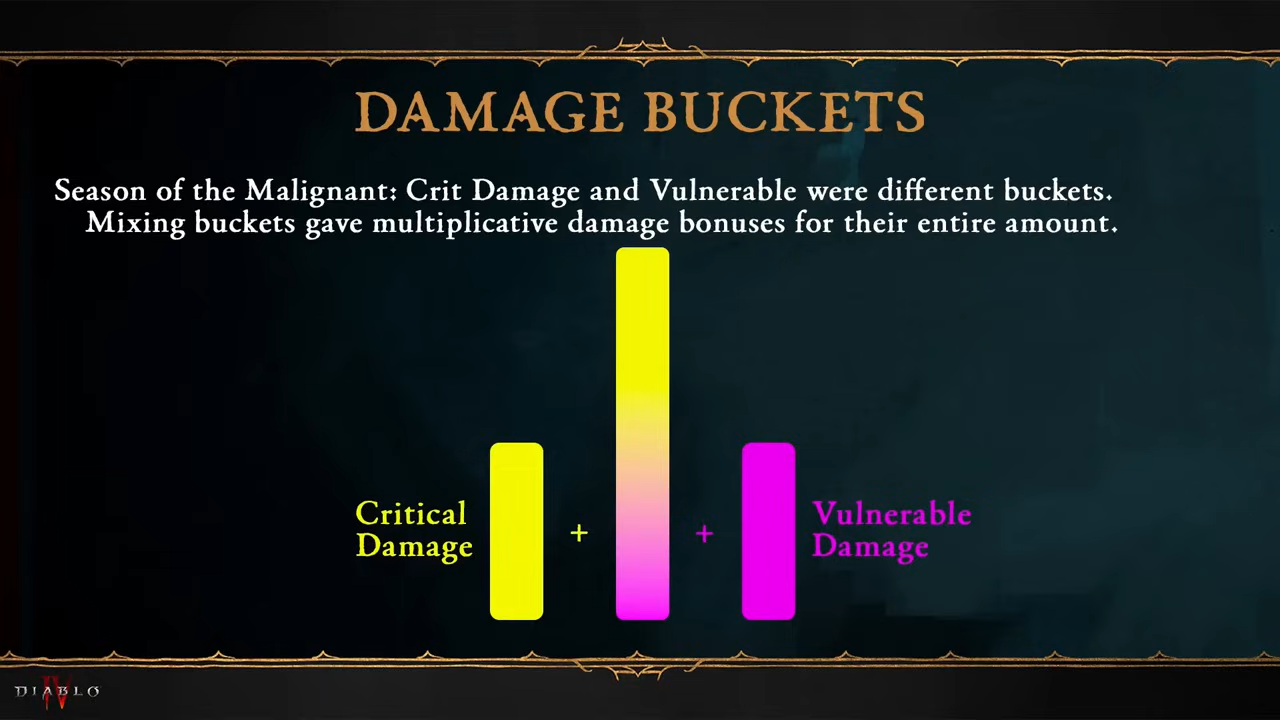 DAMAGE BUCKETS
Season of the Malignant: Crit Damage and Vulnerable were different buckets.
Mixing buckets gave multiplicative damage bonuses for their entire amount.
Critical
Damage
+
+
Vulnerable
Damage
DIABLO
IV